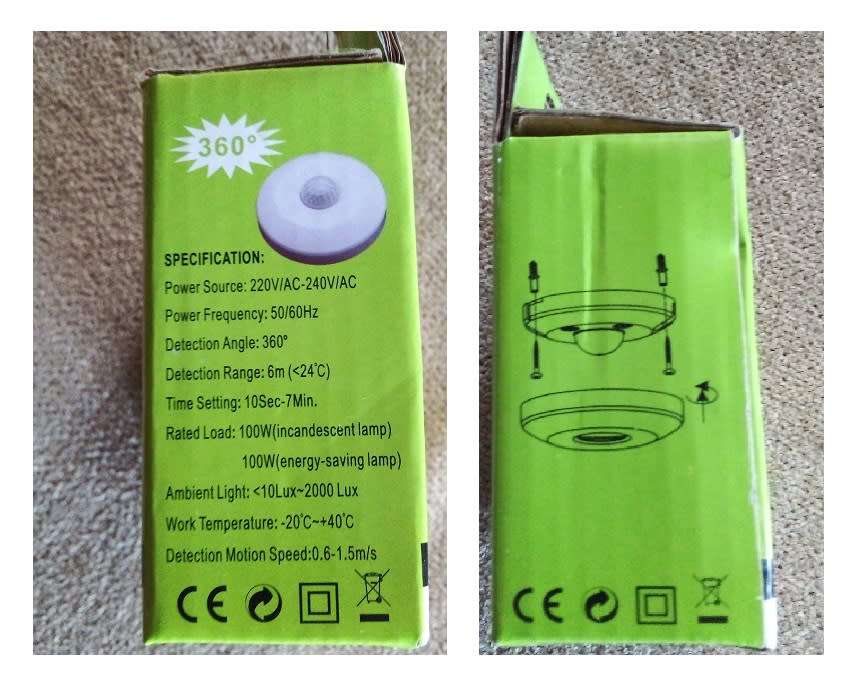 360°
SPECIFICATION:
Power Source: 220V/AC-240V/AC
Power Frequency: 50/60Hz
Detection Angle: 360°
Detection Range: 6m (<24°C)
Time Setting: 10Sec-7Min.
Rated Load: 100W(incandescent lamp)
100W(energy-saving lamp)
Ambient Light: <10Lux~2000 Lux
Work Temperature: -20°C~+40°C
Detection Motion Speed:0.6-1.5m/s
CE
CE